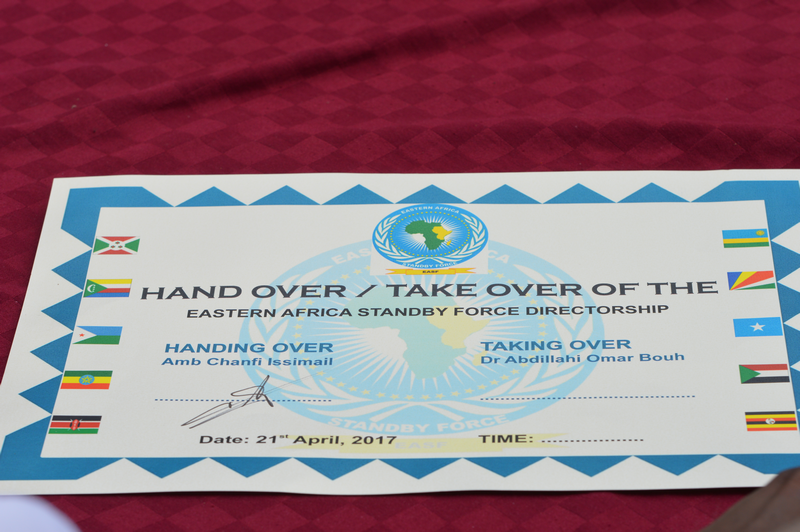 EASTERN AFRICA
STANDBY FORCE
EASF
HAND OVER / TAKE OVER OF THE
EASTERN AFRICA STANDBY FORCE DIRECTORSHIP
HANDING OVER
Amb Chanfi Issimail
TAKING OVER
Dr Abdillahi Omar Bouh
STANDBY FORCE
Date: 21st April, 2017
TIME: ...................